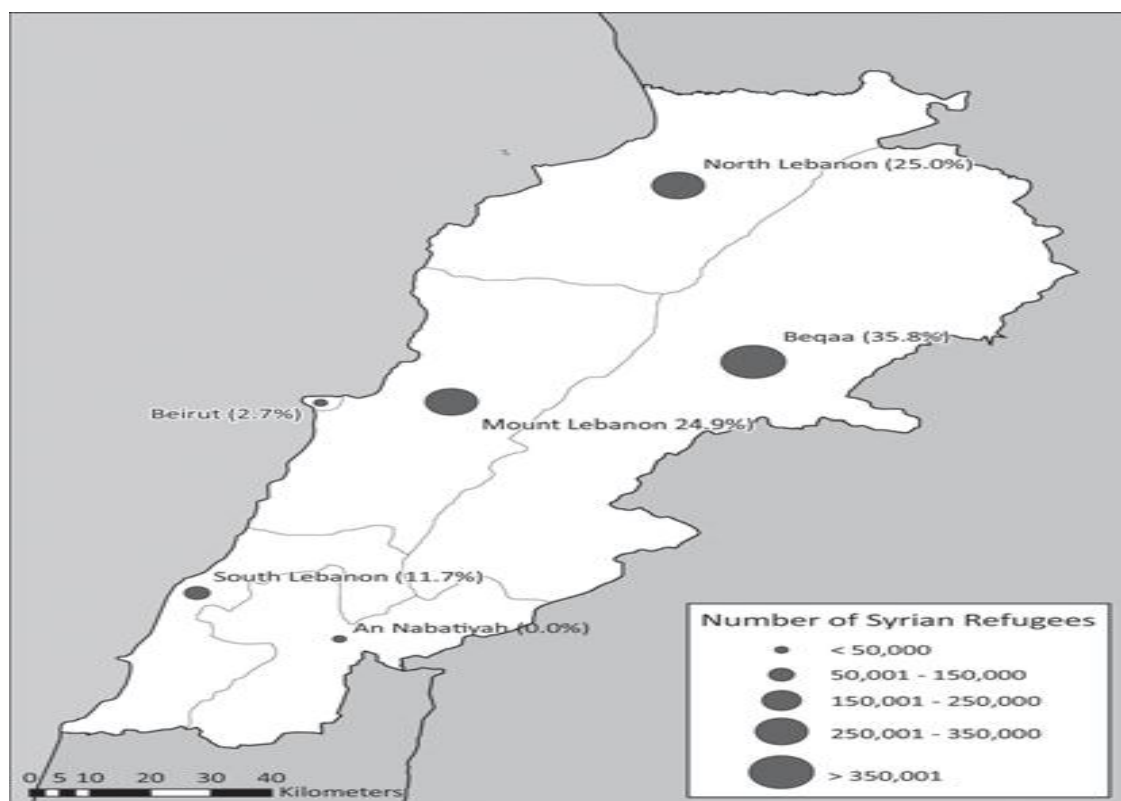 North Lebanon (25.0%)
Beqaa (35.8%)
Beirut (2.7%)
Mount Lebanon 24.9%)
South Lebanon (11.7%)
An Nabatiyah (0.0%)
Number of Syrian Refugees
< 50,000
50,001 - 150,000
150,001 - 250,000
250,001 - 350,000
> 350,001
0 5 10 20 30 40
Kilometers